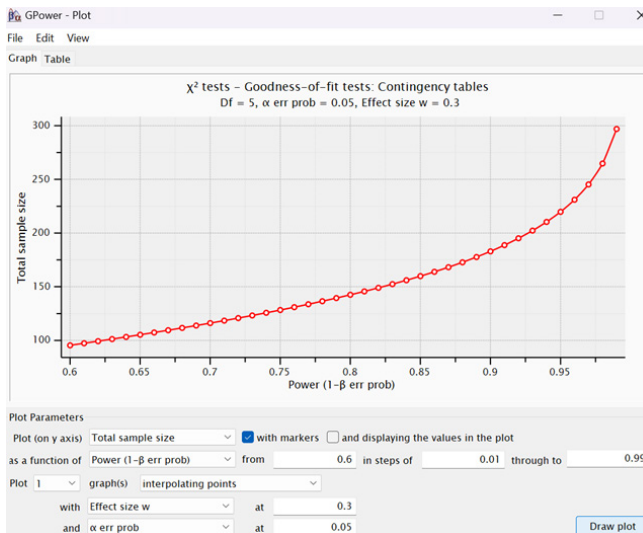 GPower - Plot
File Edit View
Graph Table
χ² tests - Goodness-of-fit tests: Contingency tables
Df = 5, α err prob = 0.05, Effect size w = 0.3
300
250
200
150
100
Total sample size
0.6 0.65 0.7 0.75 0.8 0.85 0.9 0.95
Power (1-β err prob)
Plot Parameters
Plot (on y axis) Total sample size with markers and displaying the values in the plot
as a function of Power (1-β err prob) from 0.6 in steps of 0.01 through to 0.99
Plot 1 graph(s) interpolating points
with Effect size w at 0.3
and α err prob at 0.05
Draw plot